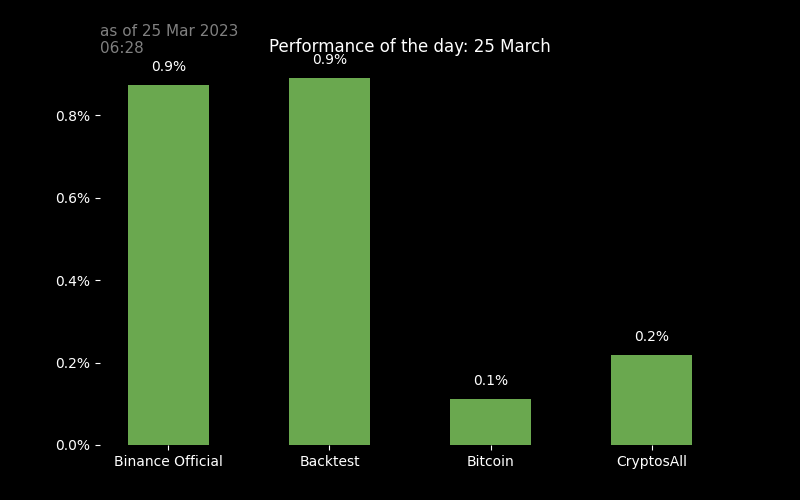 as of 25 Mar 2023
06:28
Performance of the day: 25 March
0.9%
0.9%
0.1%
0.2%
0.8%
0.6%
0.4%
0.2%
0.0%
Binance Official
Backtest
Bitcoin
CryptosAll